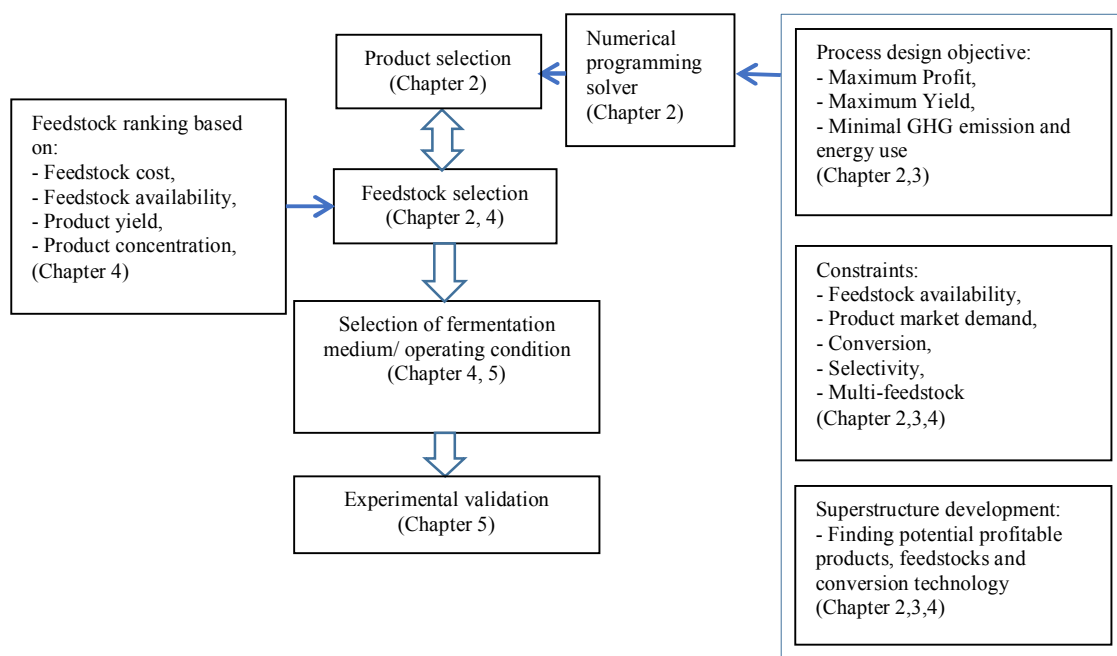 Product selection
(Chapter 2)
Numerical
programming
solver
(Chapter 2)
Process design objective:
- Maximum Profit,
- Maximum Yield,
- Minimal GHG emission and
energy use
(Chapter 2,3)
Feedstock ranking based
on:
- Feedstock cost,
- Feedstock availability,
- Product yield,
- Product concentration,
(Chapter 4)
Feedstock selection
(Chapter 2, 4)
Constraints:
- Feedstock availability,
- Product market demand,
- Conversion,
- Selectivity,
- Multi-feedstock
(Chapter 2,3,4)
Selection of fermentation
medium/ operating condition
(Chapter 4, 5)
Experimental validation
(Chapter 5)
Superstructure development:
- Finding potential profitable
products, feedstocks and
conversion technology
(Chapter 2,3,4)